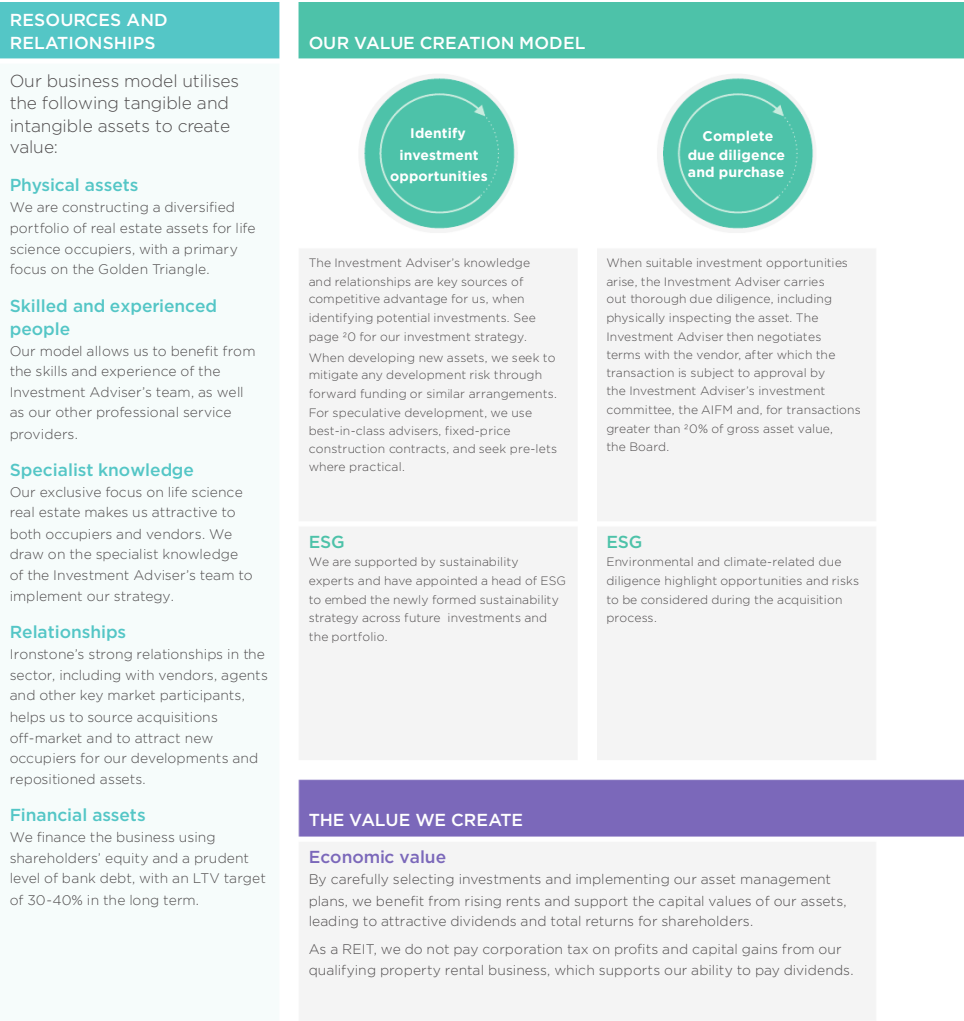 RESOURCES AND
RELATIONSHIPS
Our business model utilises
the following tangible and
intangible assets to create
value:
Physical assets
We are constructing a diversified
portfolio of real estate assets for life
science occupiers, with a primary
focus on the Golden Triangle.
Skilled and experienced
people
Our model allows us to benefit from
the skills and experience of the
Investment Adviser's team, as well
as our other professional service
providers.
Specialist knowledge
Our exclusive focus on life science
real estate makes us attractive to
both occupiers and vendors. We
draw on the specialist knowledge
of the Investment Adviser's team to
implement our strategy.
Relationships
Ironstone's strong relationships in the
sector, including with vendors, agents
and other key market participants,
helps us to source acquisitions
off-market and to attract new
occupiers for our developments and
repositioned assets.
Financial assets
We finance the business using
shareholders' equity and a prudent
level of bank debt, with an LTV target
of 30-40% in the long term.
OUR VALUE CREATION MODEL
Identify
investment
opportunities
The Investment Adviser's knowledge
and relationships are key sources of
competitive advantage for us, when
identifying potential investments. See
page ²0 for our investment strategy.
When developing new assets, we seek to
mitigate any development risk through
forward funding or similar arrangements.
For speculative development, we use
best-in-class advisers, fixed-price
construction contracts, and seek pre-lets
where practical.
ESG
We are supported by sustainability
experts and have appointed a head of ESG
to embed the newly formed sustainability
strategy across future investments and
the portfolio.
Complete
due diligence
and purchase
When suitable investment opportunities
arise, the Investment Adviser carries
out thorough due diligence, including
physically inspecting the asset. The
Investment Adviser then negotiates
terms with the vendor, after which the
transaction is subject to approval by
the Investment Adviser's investment
committee, the AIFM and, for transactions
greater than ²0% of gross asset value,
the Board.
ESG
Environmental and climate-related due
diligence highlight opportunities and risks
to be considered during the acquisition
process.
THE VALUE WE CREATE
Economic value
By carefully selecting investments and implementing our asset management
plans, we benefit from rising rents and support the capital values of our assets,
leading to attractive dividends and total returns for shareholders.
As a REIT, we do not pay corporation tax on profits and capital gains from our
qualifying property rental business, which supports our ability to pay dividends.